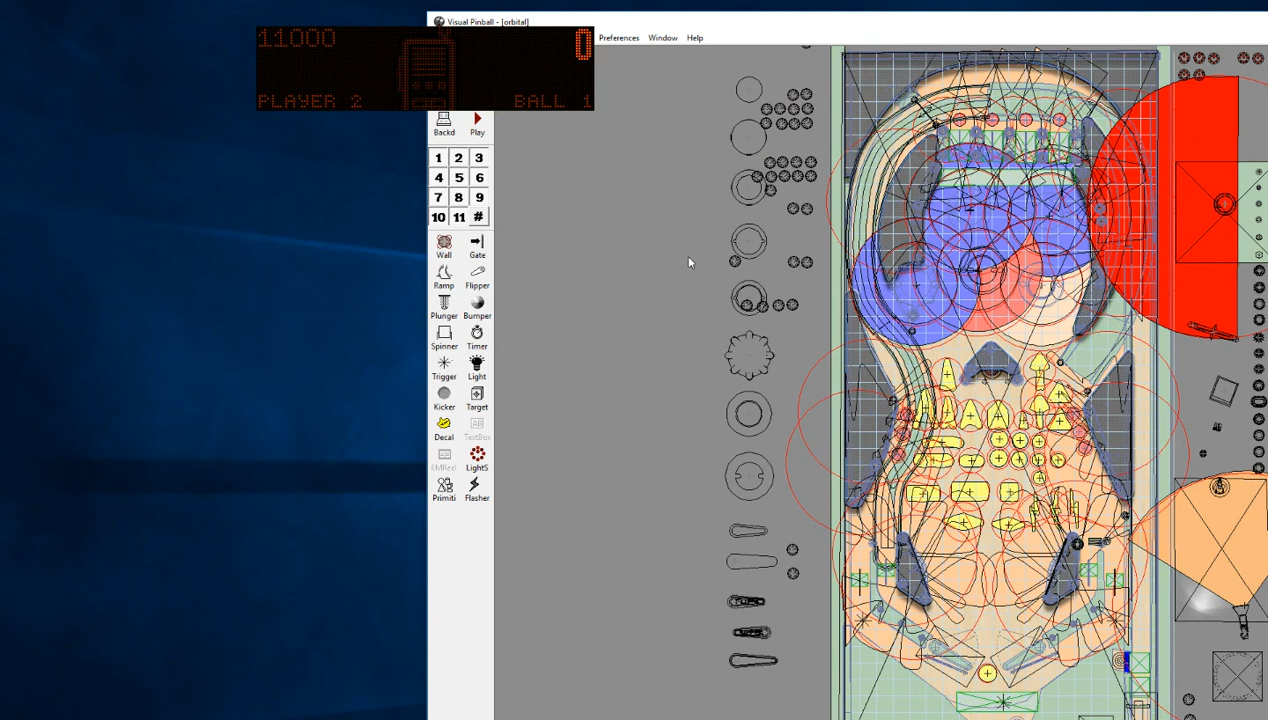 Visual Pinball - [orbital]
11000 0
PLAYER 2 BALL 1
Preferences Window Help
Backd Play
1 2 3
4 5 6
7 8 9
10 11 #
Wall Gate
Ramp Flipper
Plunger Bumper
Spinner Timer
Trigger Light
Kicker Target
AB
Decal TextBox
EMReel LightS
Primiti Flasher